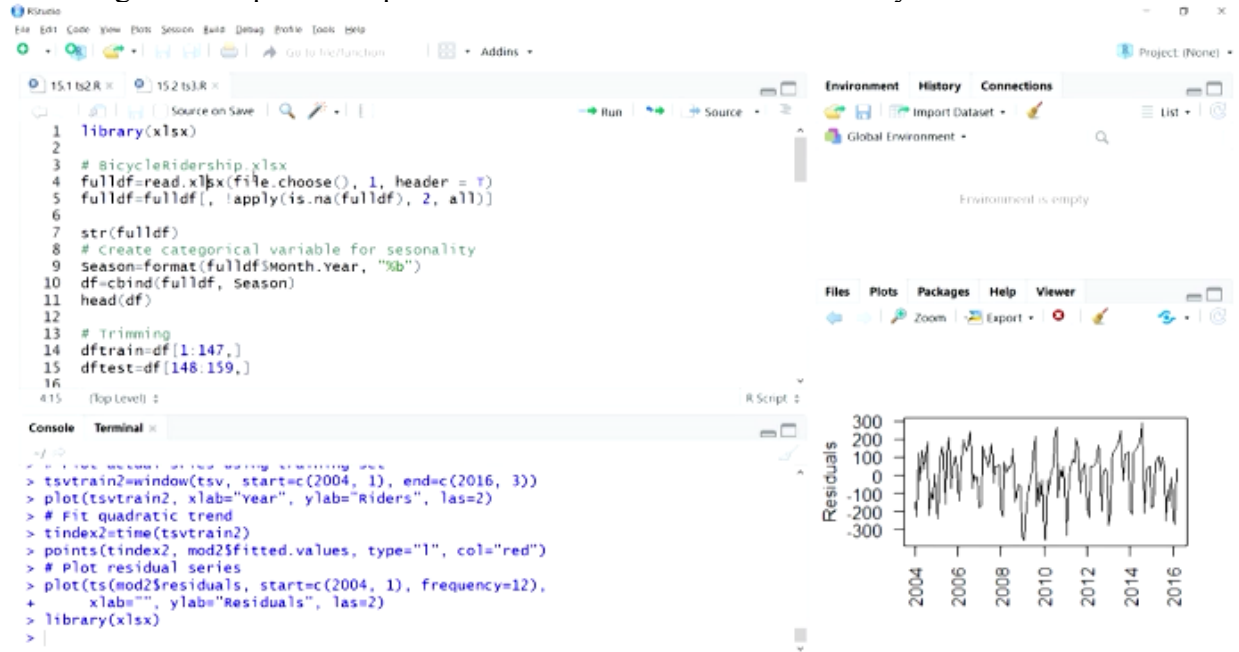 RStudio
File Edit Code View Plots Session Build Debug Profile Tools Help
Go to file/function Addins
Project: (None)
15.1 ts2.R 15.2 ts3.R
Source on Save Run Source
1 library(xlsx)
2
3 # BicycleRidership.xlsx
4 fulldf=read.xlsx(file.choose(), 1, header = T)
5 fulldf=fulldf[, !apply(is.na(fulldf), 2, all)]
6
7 str(fulldf)
8 # Create categorical variable for sesonality
9 Season=format(fulldf$Month.Year, "%b")
10 df=cbind(fulldf, Season)
11 head(df)
12
13 # Trimming
14 dftrain=df[1:147,]
15 dftest=df[148:159,]
16
4:15 (Top Level) R Script
Console Terminal
~/
> tsvtrain2=window(tsv, start=c(2004, 1), end=c(2016, 3))
> plot(tsvtrain2, xlab="Year", ylab="Riders", las=2)
> # Fit quadratic trend
> tindex2=time(tsvtrain2)
> points(tindex2, mod2$fitted.values, type="l", col="red")
> # Plot residual series
> plot(ts(mod2$residuals, start=c(2004, 1), frequency=12),
+ xlab="", ylab="Residuals", las=2)
> library(xlsx)
>
Environment History Connections
Import Dataset List
Global Environment
Environment is empty
Files Plots Packages Help Viewer
Zoom Export
Residuals
300
200
100
0
-100
-200
-300
2004 2006 2008 2010 2012 2014 2016